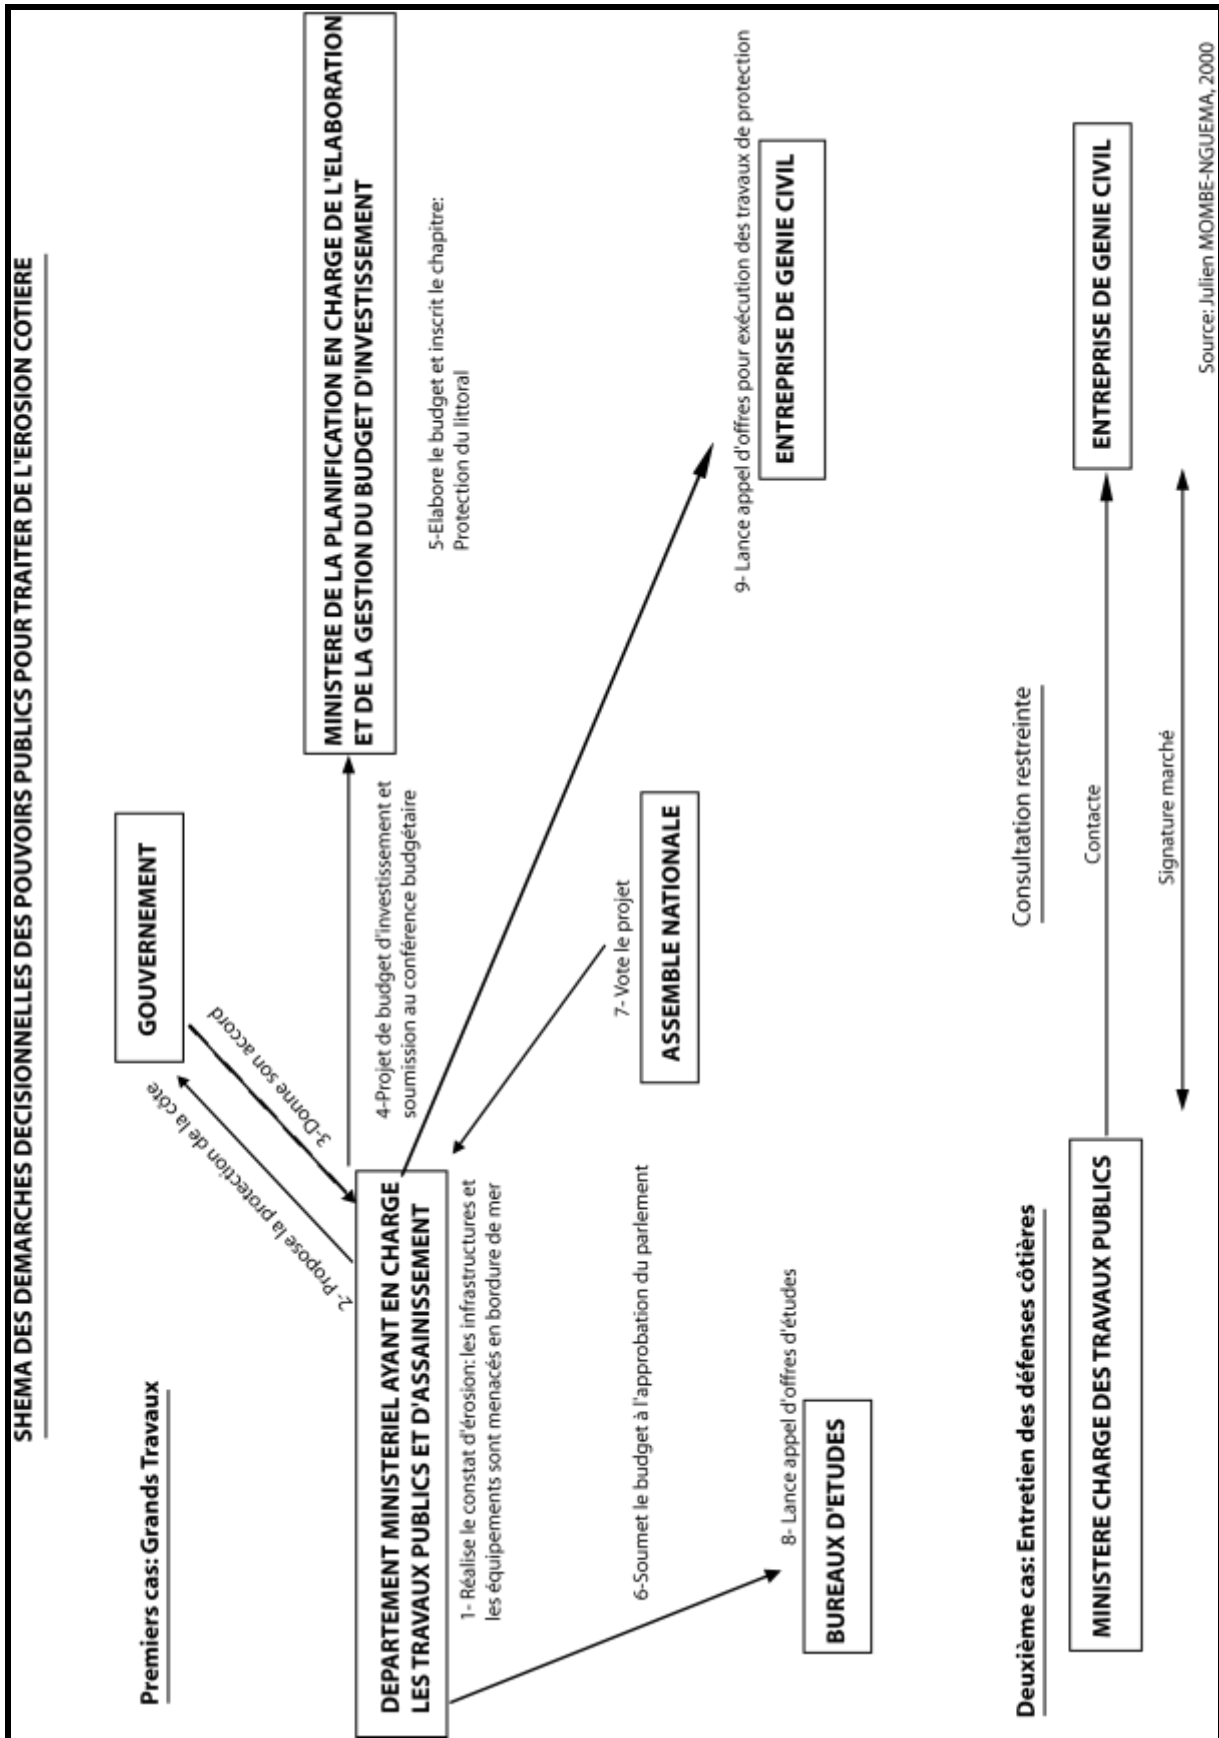 SHEMA DES DEMARCHES DECISIONNELLES DES POUVOIRS PUBLICS POUR TRAITER DE L'EROSION COTIERE
Premiers cas: Grands Travaux
GOUVERNEMENT
2- Propose la protection de la côte
3-Donne son accord
DEPARTEMENT MINISTERIEL AYANT EN CHARGE
LES TRAVAUX PUBLICS ET D'ASSAINISSEMENT
1- Réalise le constat d'érosion: les infrastructures et
les équipements sont menacés en bordure de mer
4-Projet de budget d'investissement et
soumission au conférence budgétaire
MINISTERE DE LA PLANIFICATION EN CHARGE DE L'ELABORATION
ET DE LA GESTION DU BUDGET D'INVESTISSEMENT
5-Elabore le budget et inscrit le chapitre:
Protection du littoral
6-Soumet le budget à l'approbation du parlement
7- Vote le projet
ASSEMBLE NATIONALE
8- Lance appel d'offres d'études
BUREAUX D'ETUDES
9- Lance appel d'offres pour exécution des travaux de protection
ENTREPRISE DE GENIE CIVIL
Deuxième cas: Entretien des défenses côtières
Consultation restreinte
MINISTERE CHARGE DES TRAVAUX PUBLICS
Contacte
ENTREPRISE DE GENIE CIVIL
Signature marché
Source: Julien MOMBE-NGUEMA, 2000